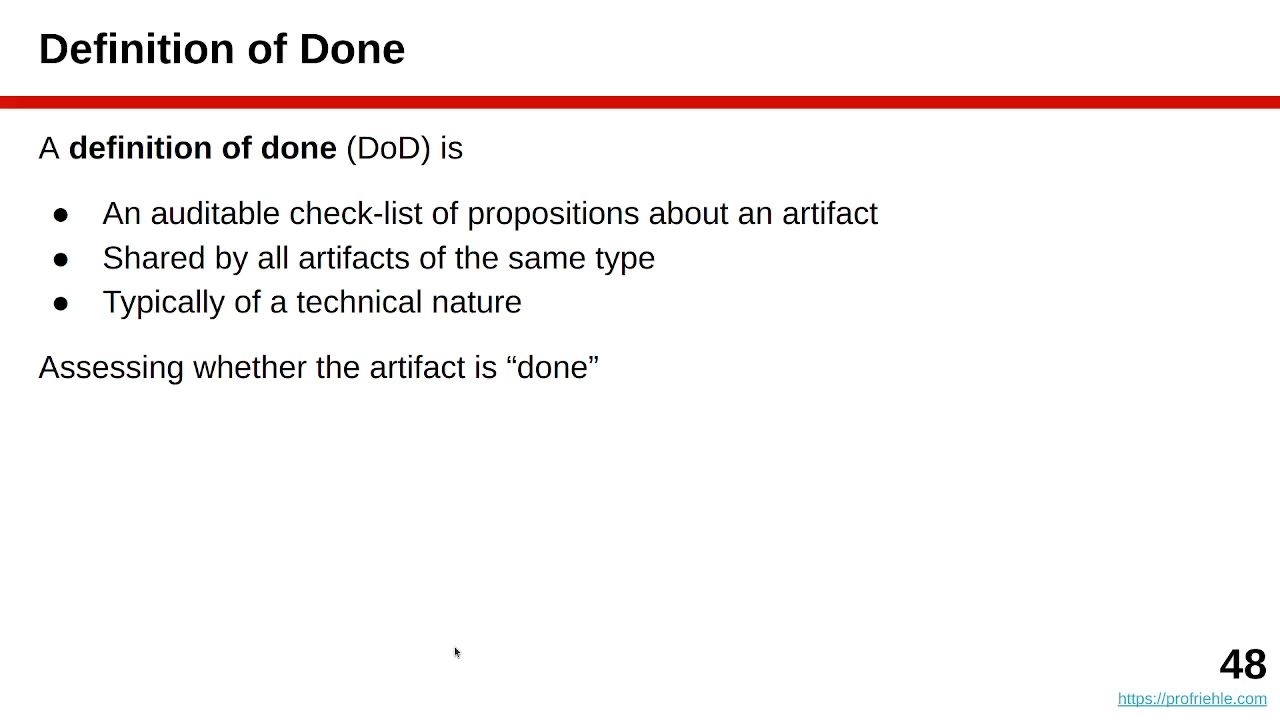 Definition of Done
A definition of done (DoD) is
● An auditable check-list of propositions about an artifact
● Shared by all artifacts of the same type
● Typically of a technical nature
Assessing whether the artifact is “done”
48
https://profriehle.com